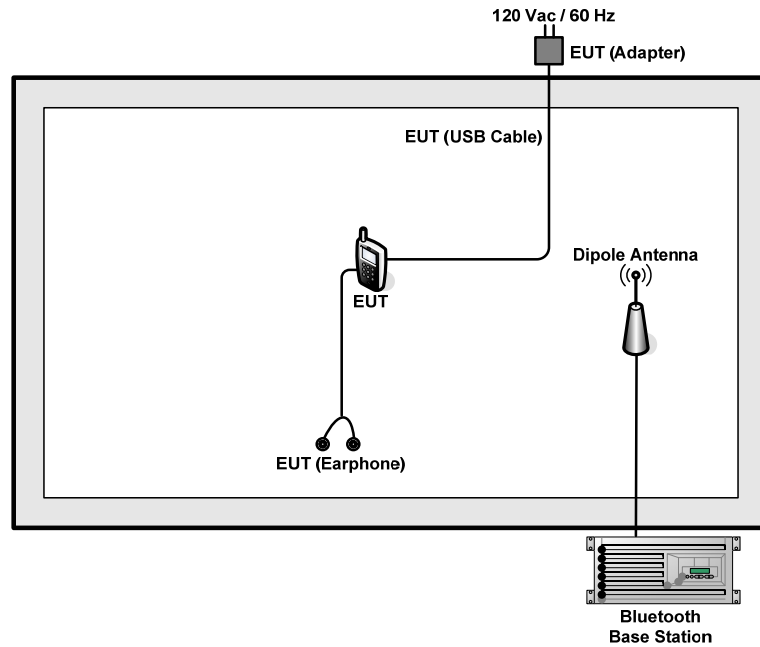 120 Vac / 60 Hz
EUT (Adapter)
EUT (USB Cable)
Dipole Antenna
EUT
EUT (Earphone)
Bluetooth
Base Station